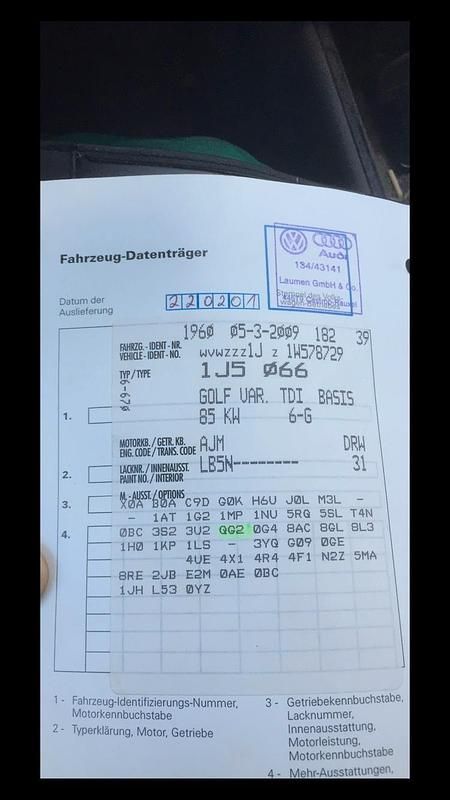 Fahrzeug-Datenträger
Audi
134/43141
Laumen GmbH & Co.
Datum der
Auslieferung
220201
1960 05-3-2009 182 39
FAHRZG.-IDENT-NR.
VEHICLE-IDENT-NO. WVWZZZ1J Z 1W578729
TYP/TYPE 1J5 066
6-670
GOLF VAR. TDI BASIS
1. 85 KW 6-G
MOTORKB./GETR.KB.
ENG.CODE/TRANS.CODE AJM DRW
2. LACKNR./INNENAUSST.
PAINT NO./INTERIOR LB5N-------- 31
M.-AUSST./OPTIONS
3. X0A B0A C9D G0K H6U J0L M3L -
- 1AT 1G2 1MP 1NU 5RG 5SL T4N
4. 0BC 3S2 3U2 QG2 0G4 8AC 8GL 8L3
1H0 1KP 1LS - 3YQ G09 0GE
4UE 4X1 4R4 4F1 N2Z 5MA
8RE 2JB E2M 0AE 0BC
1JH L53 0YZ
1 - Fahrzeug-Identifizierungs-Nummer,
Motorkennbuchstabe
2 - Typerklärung, Motor, Getriebe
3 - Getriebekennbuchstabe,
Lacknummer,
Innenausstattung,
Motorleistung,
Motorkennbuchstabe
4 - Mehr-Ausstattungen,